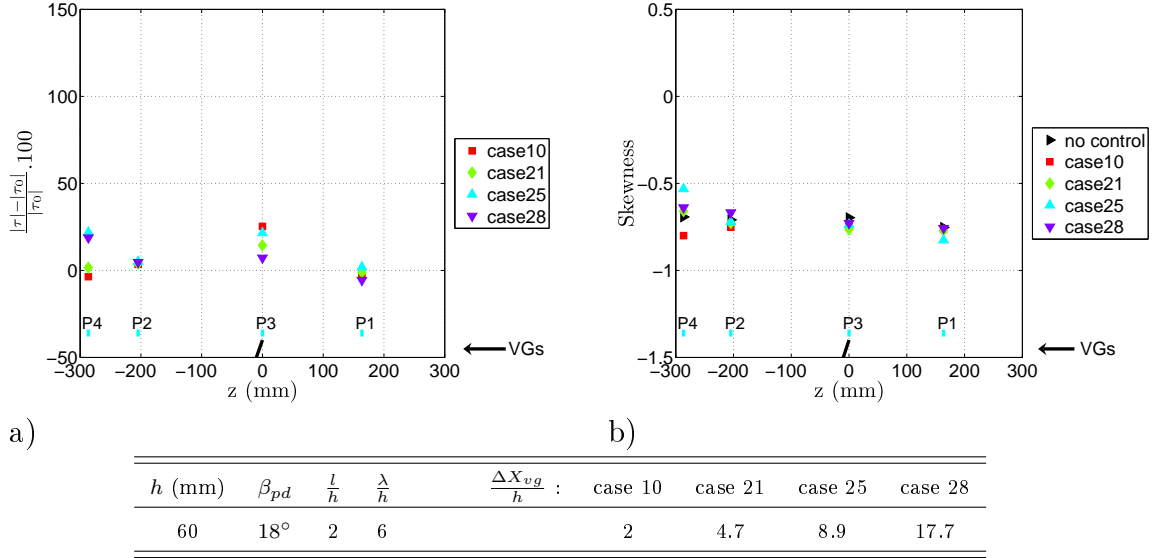 150
100
50
0
−50
|τ|−|τ₀| / |τ₀| .100
−300 −200 −100 0 100 200 300
z (mm)
P4 P2 P3 P1
VGs
case10
case21
case25
case28
a)
0.5
0
−0.5
−1
−1.5
Skewness
−300 −200 −100 0 100 200 300
z (mm)
P4 P2 P3 P1
VGs
no control
case10
case21
case25
case28
b)
h (mm) β_pd l/h λ/h ΔX_vg/h : case 10 case 21 case 25 case 28
60 18° 2 6 2 4.7 8.9 17.7